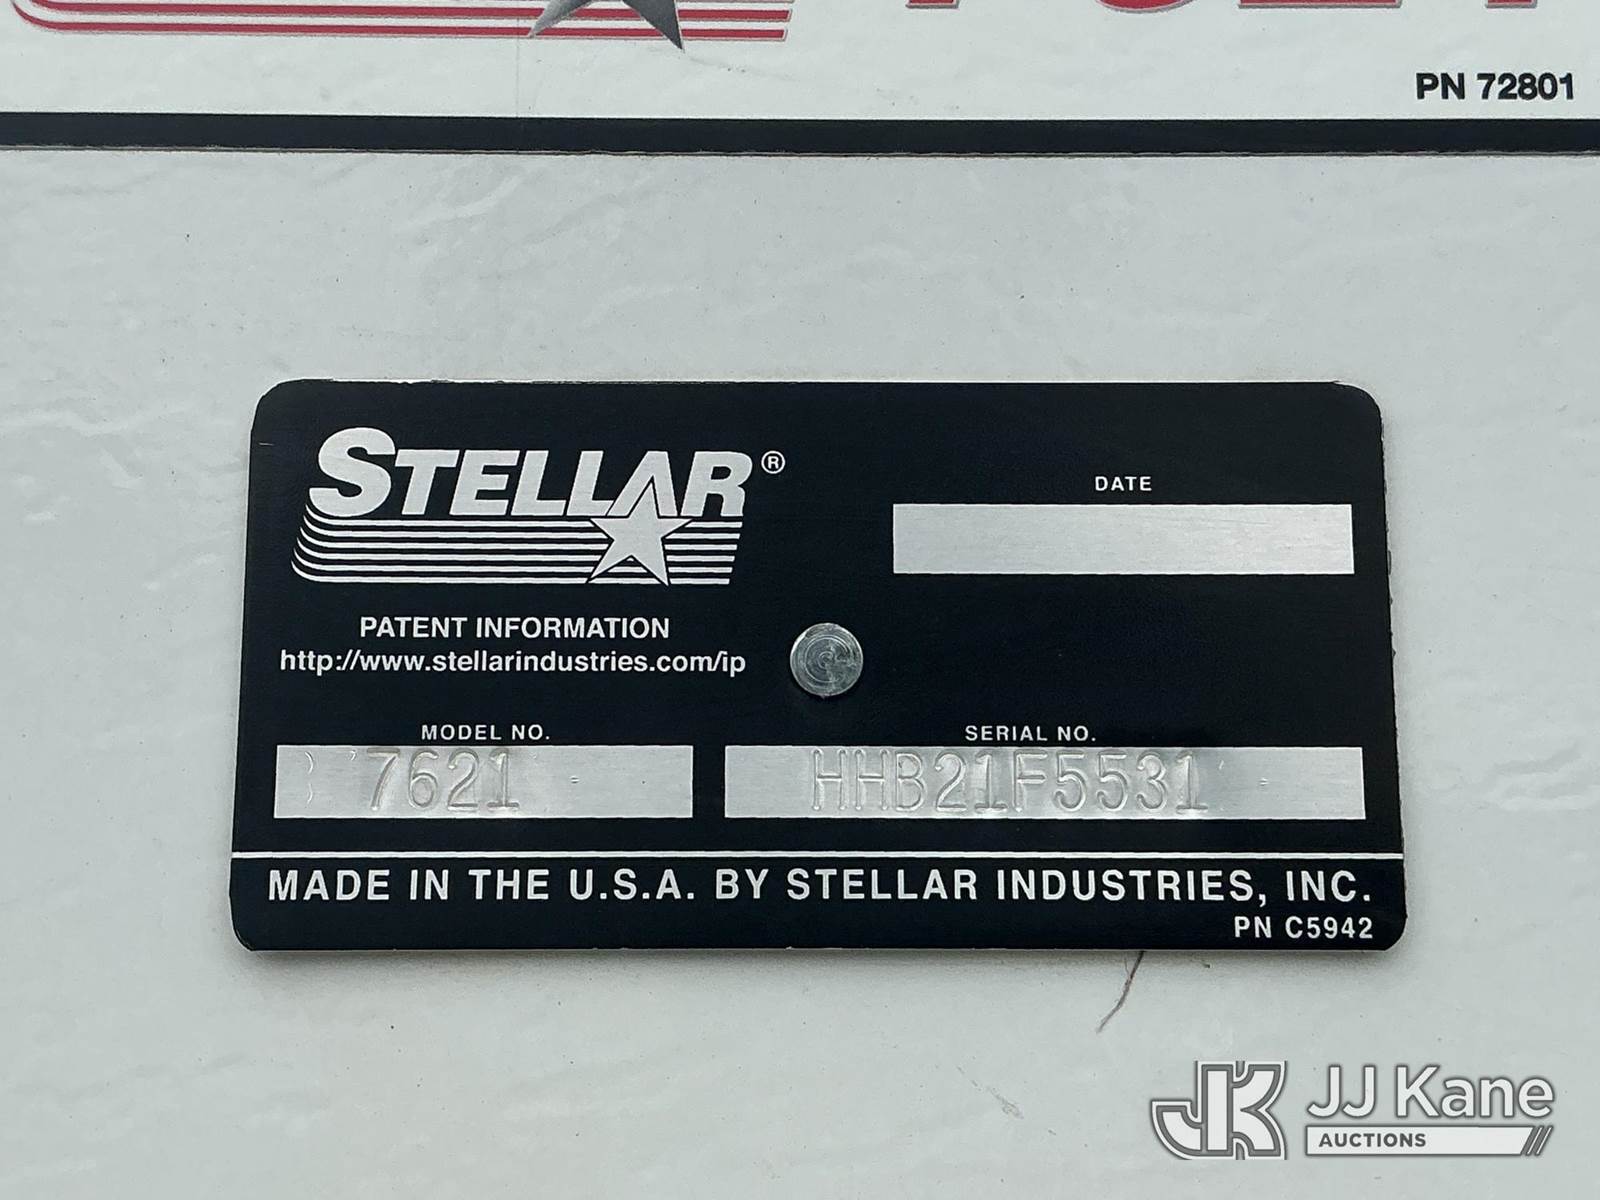 PN 72801
STELLAR®
DATE
PATENT INFORMATION
http://www.stellarindustries.com/ip
MODEL NO.
7621
SERIAL NO.
HHB21F5531
MADE IN THE U.S.A. BY STELLAR INDUSTRIES, INC.
PN C5942
JK JJ Kane
AUCTIONS